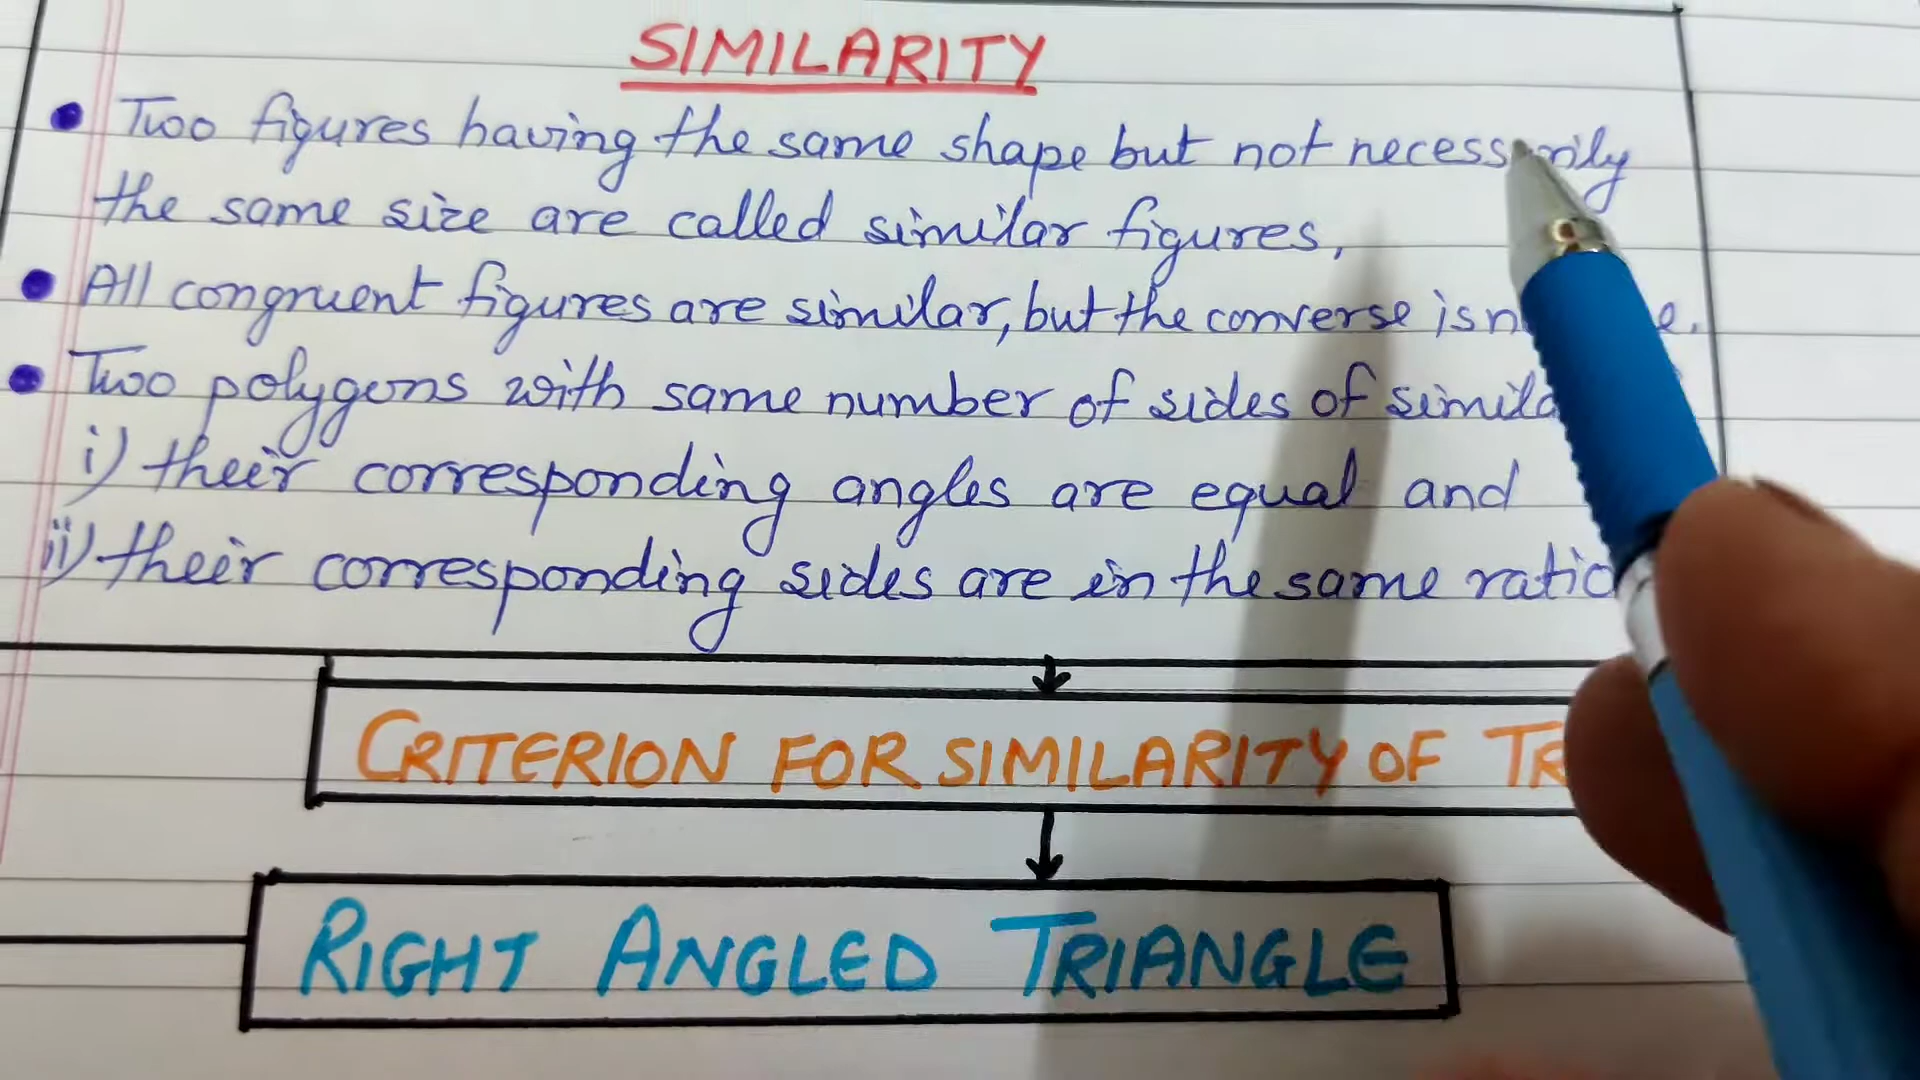 SIMILARITY
Two figures having the same shape but not necessarily
the same size are called similar figures,
All congruent figures are similar, but the converse is
Two polygons with same number of sides of
i) their corresponding angles are equal and
ii) their corresponding sides are in the same ratio
CRITERION FOR SIMILARITY OF
RIGHT ANGLED TRIANGLE